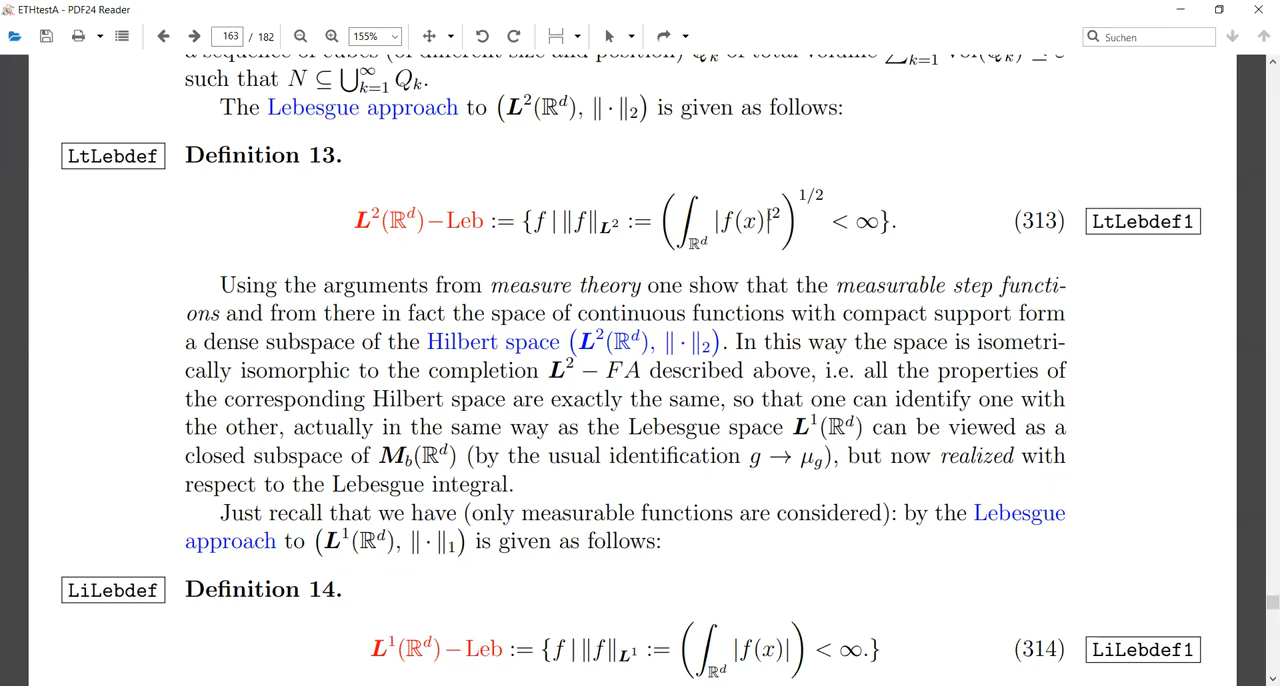 ETHtestA - PDF24 Reader
163 / 182 155% Suchen
such that N ⊆ ⋃_{k=1}^∞ Q_k.
The Lebesgue approach to (L²(ℝᵈ), ‖·‖₂) is given as follows:
LtLebdef Definition 13.
L²(ℝᵈ)−Leb := {f | ‖f‖_{L²} := (∫_{ℝᵈ} |f(x)|²)^{1/2} < ∞}. (313) LtLebdef1
Using the arguments from measure theory one show that the measurable step functi-
ons and from there in fact the space of continuous functions with compact support form
a dense subspace of the Hilbert space (L²(ℝᵈ), ‖·‖₂). In this way the space is isometri-
cally isomorphic to the completion L² − FA described above, i.e. all the properties of
the corresponding Hilbert space are exactly the same, so that one can identify one with
the other, actually in the same way as the Lebesgue space L¹(ℝᵈ) can be viewed as a
closed subspace of M_b(ℝᵈ) (by the usual identification g → μ_g), but now realized with
respect to the Lebesgue integral.
Just recall that we have (only measurable functions are considered): by the Lebesgue
approach to (L¹(ℝᵈ), ‖·‖₁) is given as follows:
LiLebdef Definition 14.
L¹(ℝᵈ)−Leb := {f | ‖f‖_{L¹} := (∫_{ℝᵈ} |f(x)|) < ∞.} (314) LiLebdef1